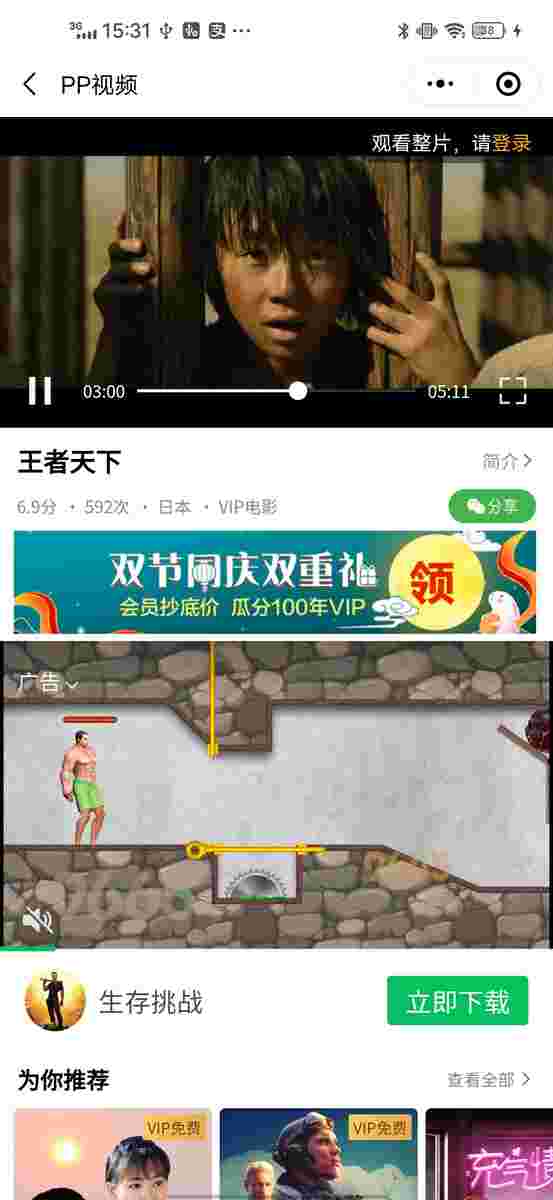 3G 15:31 ...
PP视频
观看整片，请登录
03:00 05:11
王者天下 简介
6.9分 · 592次 · 日本 · VIP电影 分享
双节同庆双重礼
会员抄底价 瓜分100年VIP
领
广告
生存挑战 立即下载
为你推荐 查看全部
VIP免费 VIP免费
充气情